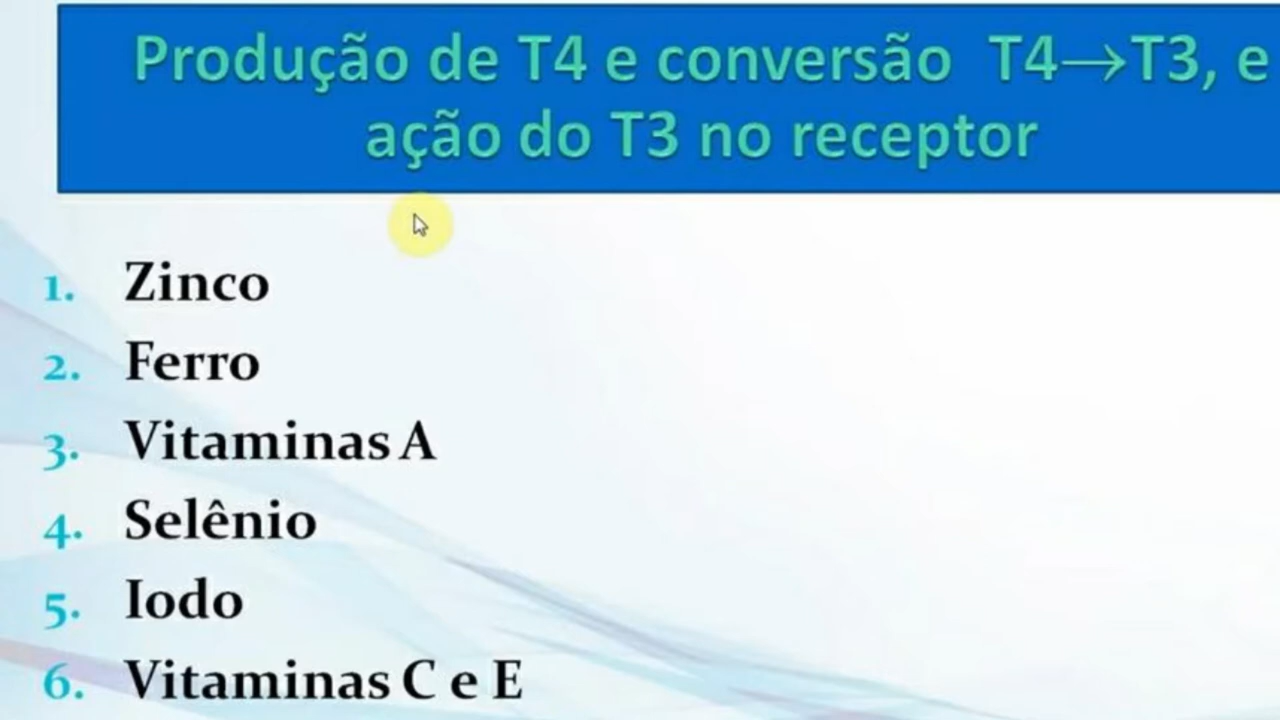 Produção de T4 e conversão T4→T3, e
ação do T3 no receptor
1. Zinco
2. Ferro
3. Vitaminas A
4. Selênio
5. Iodo
6. Vitaminas C e E